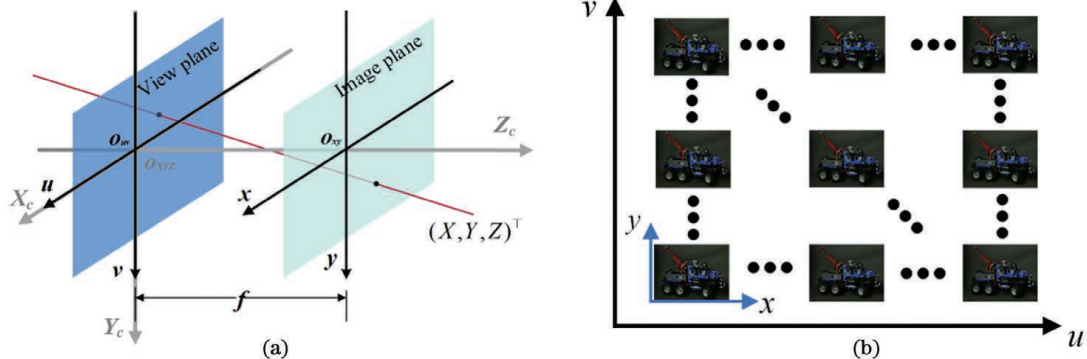 View plane
Image plane
O_uv
O_XYZ
O_xy
Z_c
X_c
u
x
(X,Y,Z)^⊤
v
y
f
Y_c
(a)
v
y
x
u
(b)